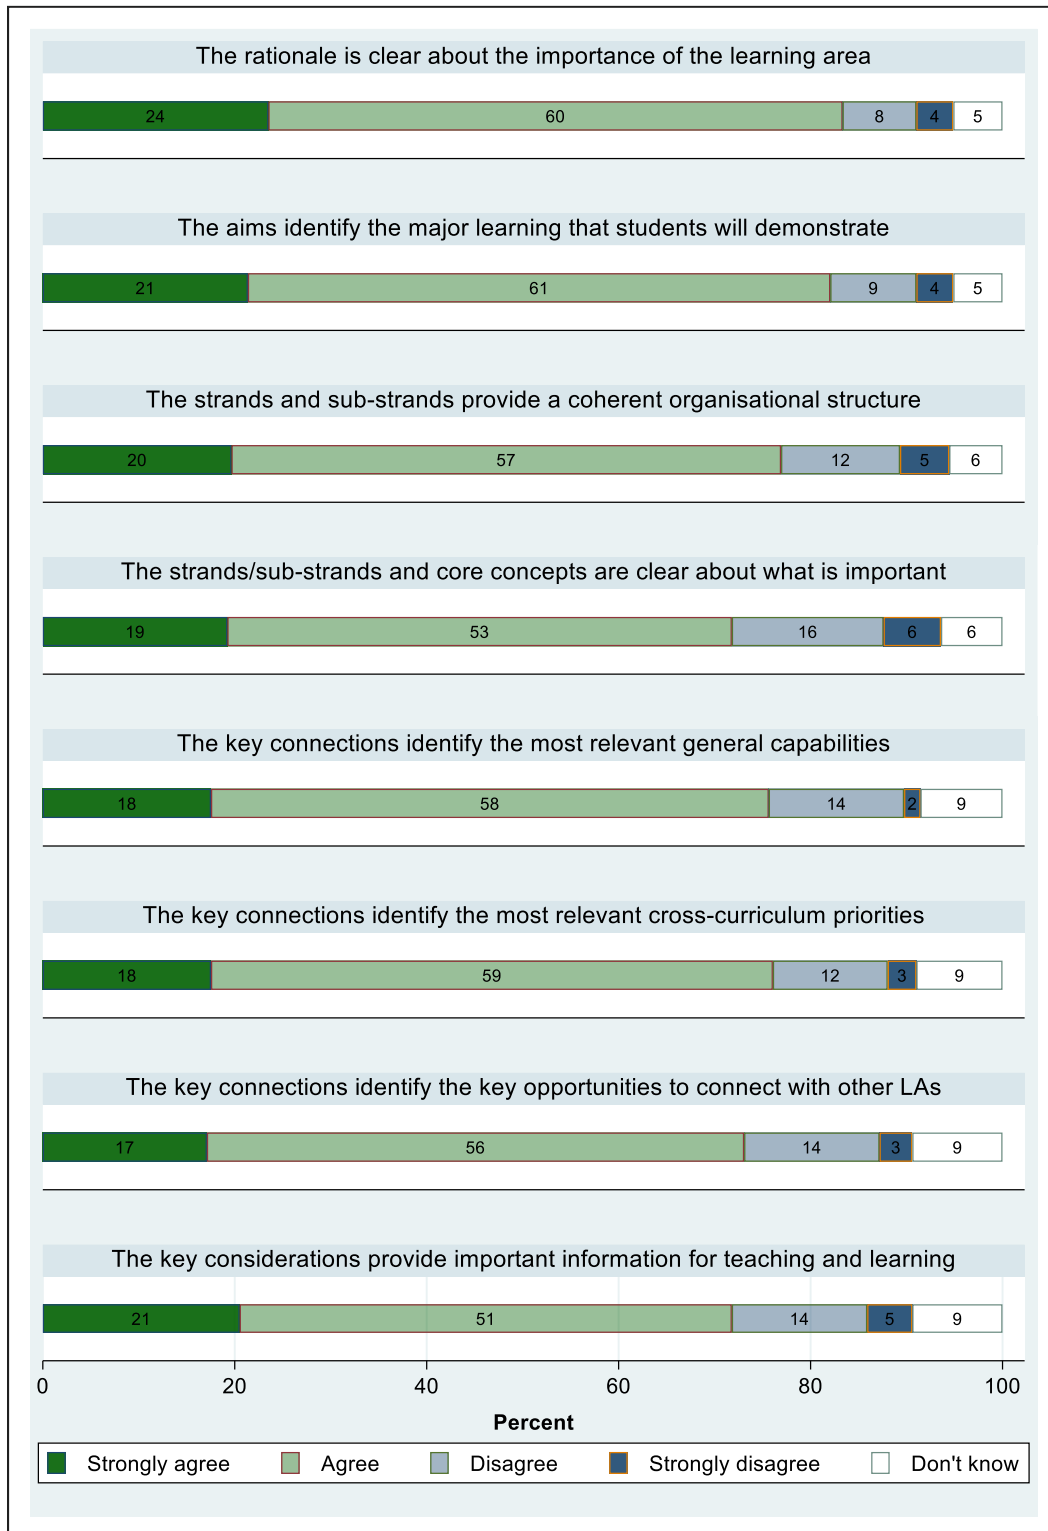 The rationale is clear about the importance of the learning area
24 60 8 4 5
The aims identify the major learning that students will demonstrate
21 61 9 4 5
The strands and sub-strands provide a coherent organisational structure
20 57 12 5 6
The strands/sub-strands and core concepts are clear about what is important
19 53 16 6 6
The key connections identify the most relevant general capabilities
18 58 14 2 9
The key connections identify the most relevant cross-curriculum priorities
18 59 12 3 9
The key connections identify the key opportunities to connect with other LAs
17 56 14 3 9
The key considerations provide important information for teaching and learning
21 51 14 5 9
0 20 40 60 80 100
Percent
Strongly agree Agree Disagree Strongly disagree Don't know